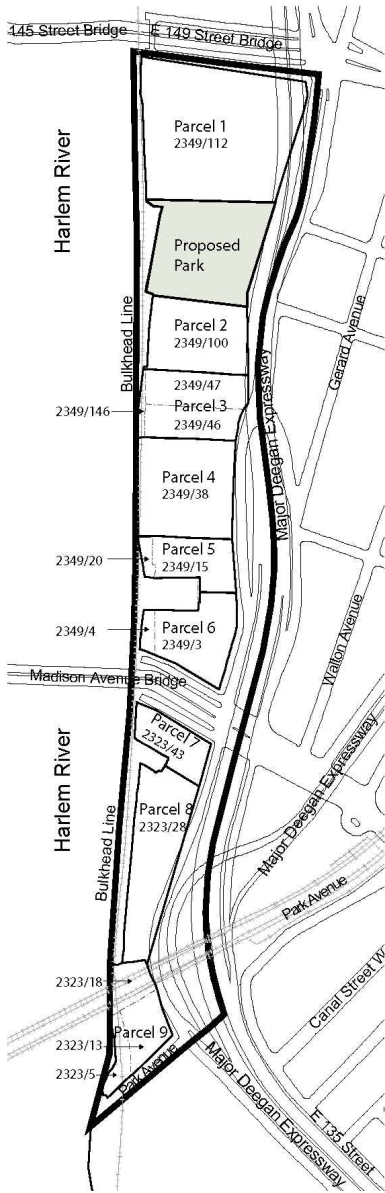 145 Street Bridge
E 149 Street Bridge
Harlem River
Parcel 1
2349/112
Proposed
Park
Bulkhead Line
Parcel 2
2349/100
Gerard Avenue
2349/47
Parcel 3
2349/46
2349/146
Major Deegan Expressway
Parcel 4
2349/38
Parcel 5
2349/15
2349/20
Parcel 6
2349/3
2349/4
Walton Avenue
Madison Avenue Bridge
Parcel 7
2323/43
Harlem River
Parcel 8
2323/28
Bulkhead Line
Major Deegan Expressway
Park Avenue
2323/18
Canal Street W
Parcel 9
2323/13
2323/5
Park Avenue
Major Deegan Expressway
E 135 Street